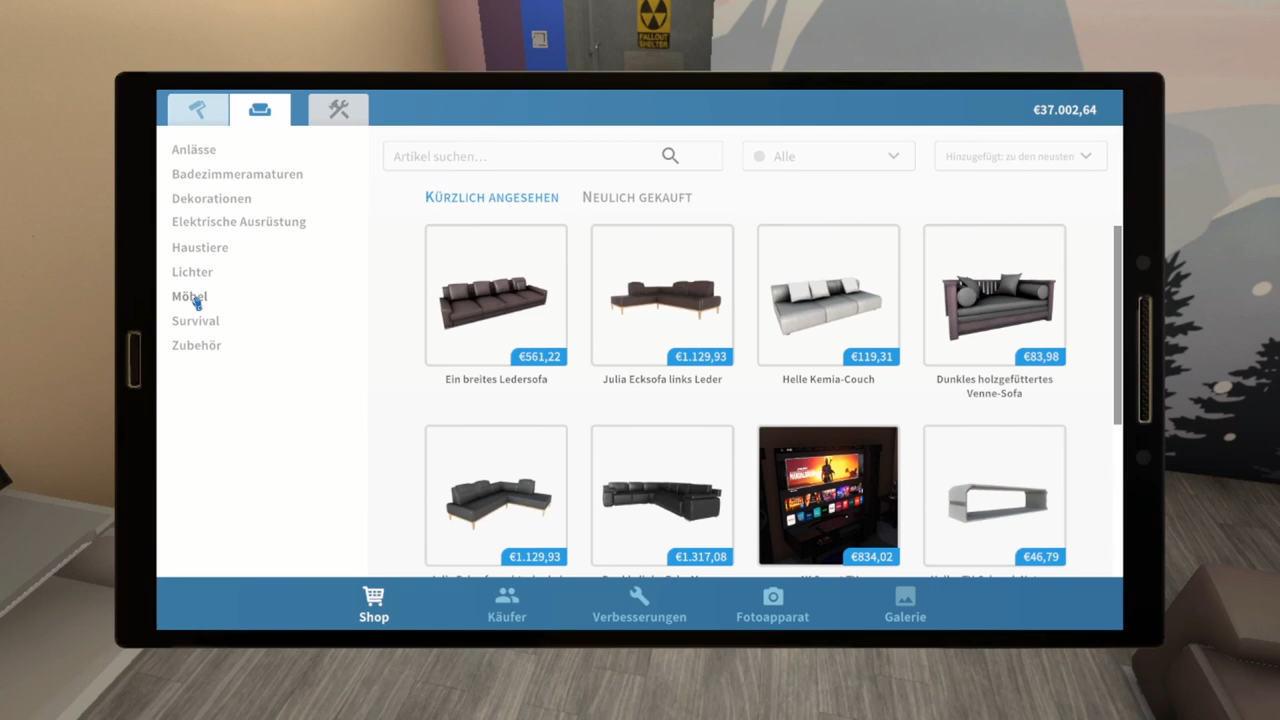 FALLOUT
SHELTER
€37.002,64
Anlässe
Badezimmeramaturen
Dekorationen
Elektrische Ausrüstung
Haustiere
Lichter
Möbel
Survival
Zubehör
Artikel suchen...
Alle
Hinzugefügt: zu den neusten
Kürzlich angesehen
Neulich gekauft
€561,22
€1.129,93
€119,31
€83,98
Ein breites Ledersofa
Julia Ecksofa links Leder
Helle Kemia-Couch
Dunkles holzgefüttertes
Venne-Sofa
€1.129,93
€1.317,08
€834,02
€46,79
Shop
Käufer
Verbesserungen
Fotoapparat
Galerie